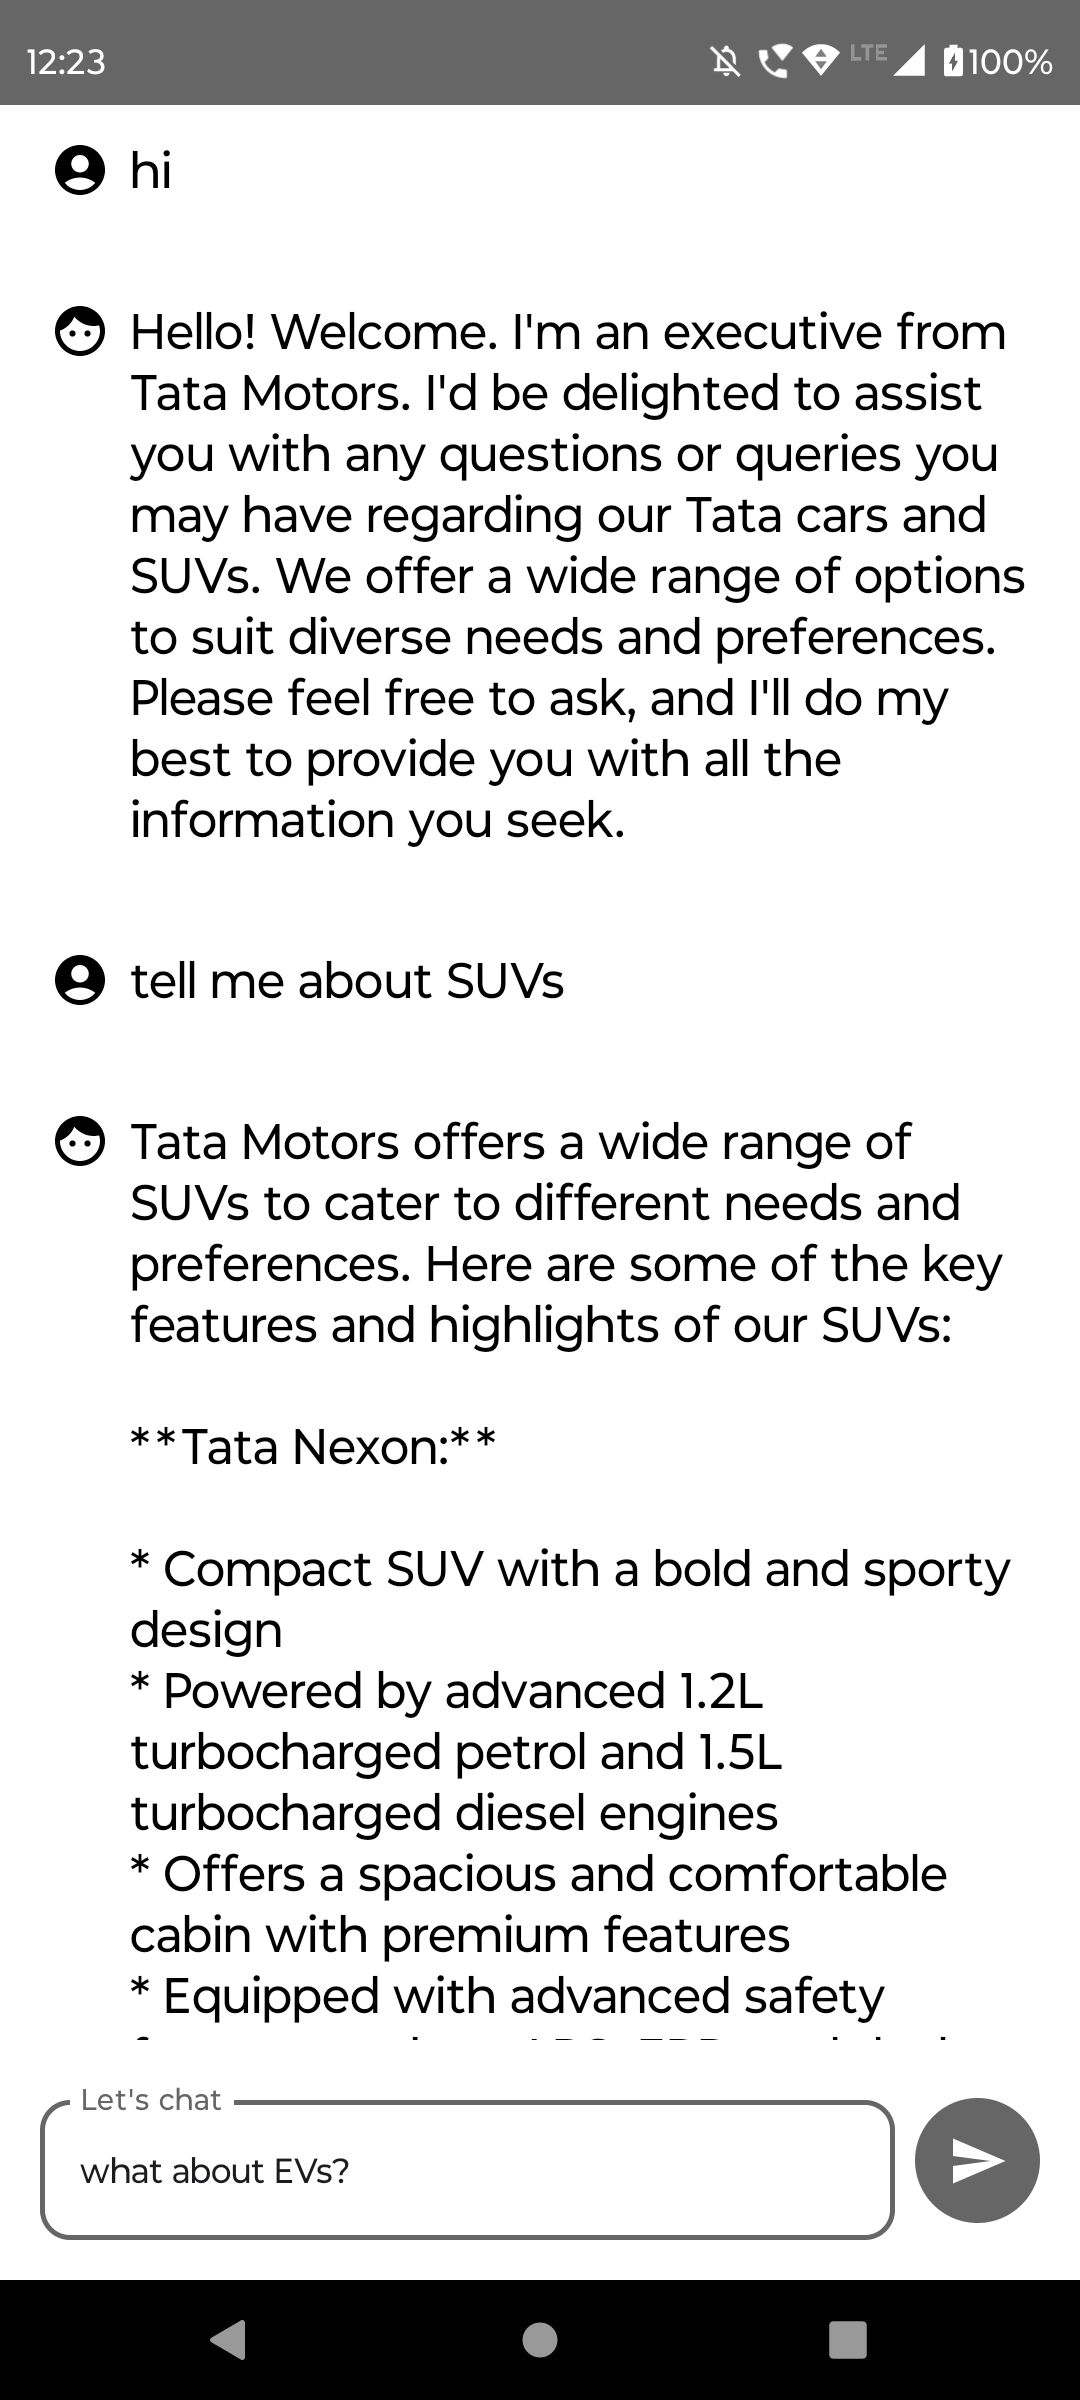 12:23
LTE
100%
hi
Hello! Welcome. I'm an executive from
Tata Motors. I'd be delighted to assist
you with any questions or queries you
may have regarding our Tata cars and
SUVs. We offer a wide range of options
to suit diverse needs and preferences.
Please feel free to ask, and I'll do my
best to provide you with all the
information you seek.
tell me about SUVs
Tata Motors offers a wide range of
SUVs to cater to different needs and
preferences. Here are some of the key
features and highlights of our SUVs:
**Tata Nexon:**
* Compact SUV with a bold and sporty
design
* Powered by advanced 1.2L
turbocharged petrol and 1.5L
turbocharged diesel engines
* Offers a spacious and comfortable
cabin with premium features
* Equipped with advanced safety
Let's chat
what about EVs?